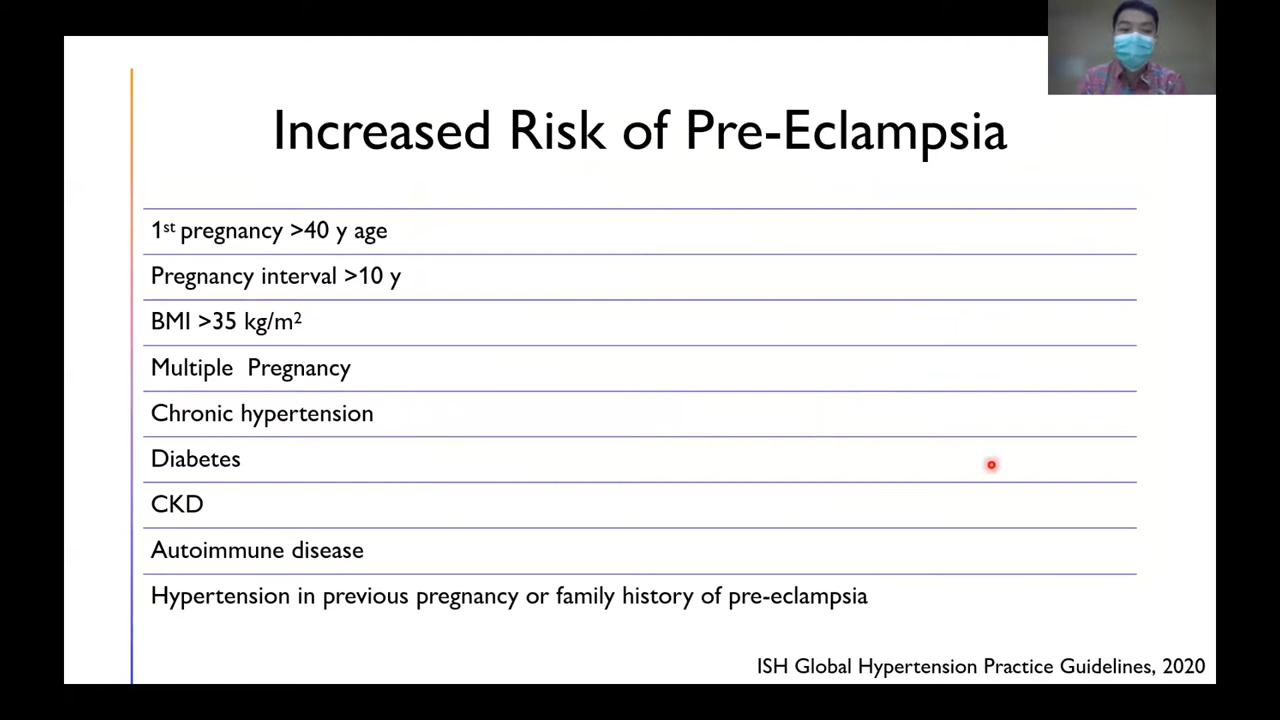 Increased Risk of Pre-Eclampsia
1st pregnancy >40 y age
Pregnancy interval >10 y
BMI >35 kg/m²
Multiple  Pregnancy
Chronic hypertension
Diabetes
CKD
Autoimmune disease
Hypertension in previous pregnancy or family history of pre-eclampsia
ISH Global Hypertension Practice Guidelines, 2020